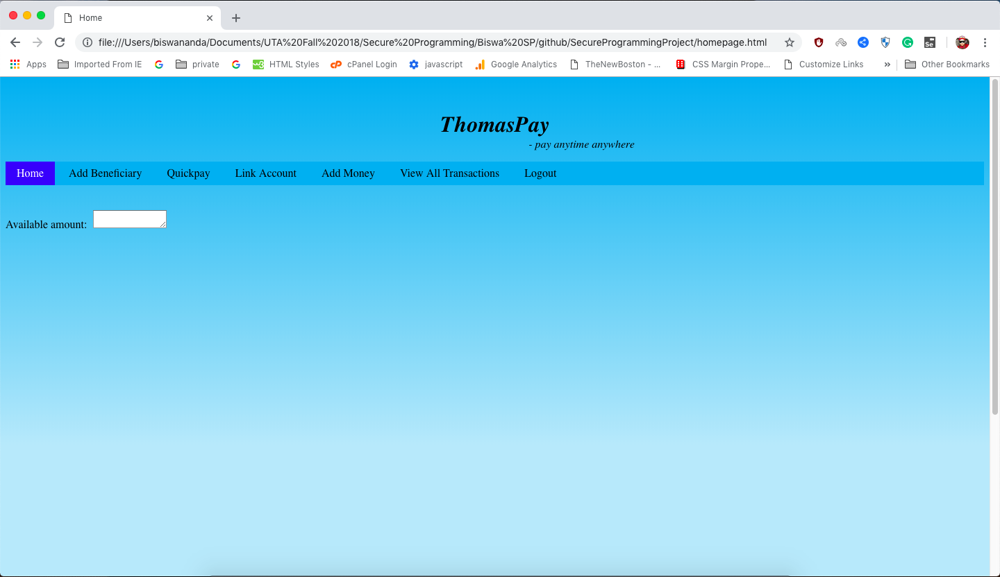 Home
file:///Users/biswananda/Documents/UTA%20Fall%202018/Secure%20Programming/Biswa%20SP/github/SecureProgrammingProject/homepage.html
Apps Imported From IE private HTML Styles cPanel Login javascript Google Analytics TheNewBoston - ... CSS Margin Prope... Customize Links » Other Bookmarks
ThomasPay
- pay anytime anywhere
Home Add Beneficiary Quickpay Link Account Add Money View All Transactions Logout
Available amount: